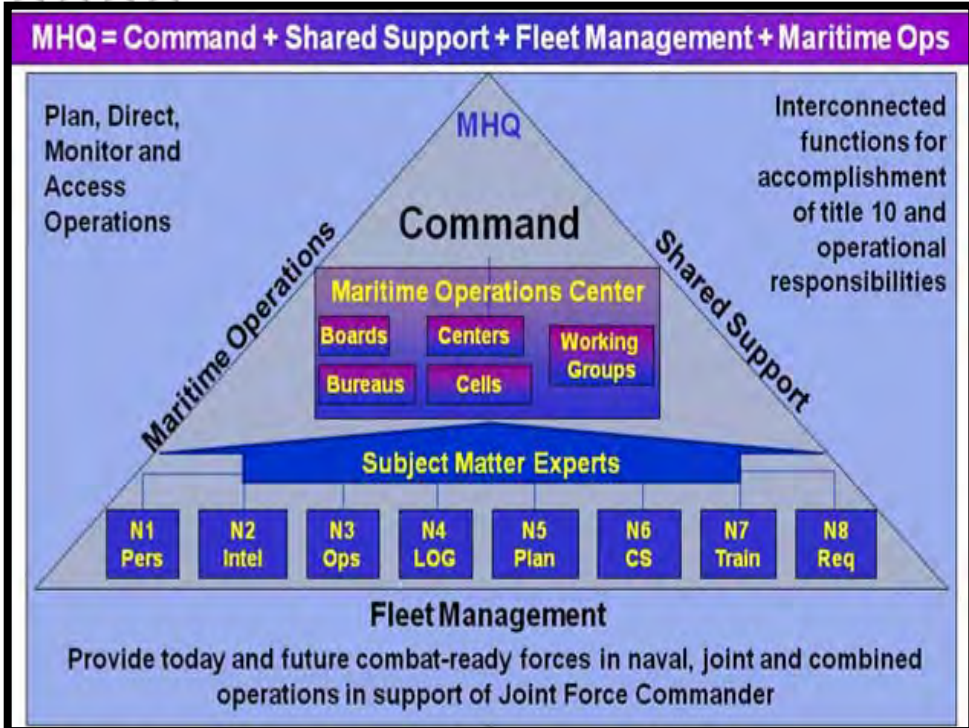 MHQ = Command + Shared Support + Fleet Management + Maritime Ops
Plan, Direct,
Monitor and
Access
Operations
Interconnected
functions for
accomplishment
of title 10 and
operational
responsibilities
MHQ
Command
Maritime Operations
Shared Support
Maritime Operations Center
Boards
Centers
Working
Groups
Bureaus
Cells
Subject Matter Experts
N1
Pers
N2
Intel
N3
Ops
N4
LOG
N5
Plan
N6
CS
N7
Train
N8
Req
Fleet Management
Provide today and future combat-ready forces in naval, joint and combined
operations in support of Joint Force Commander